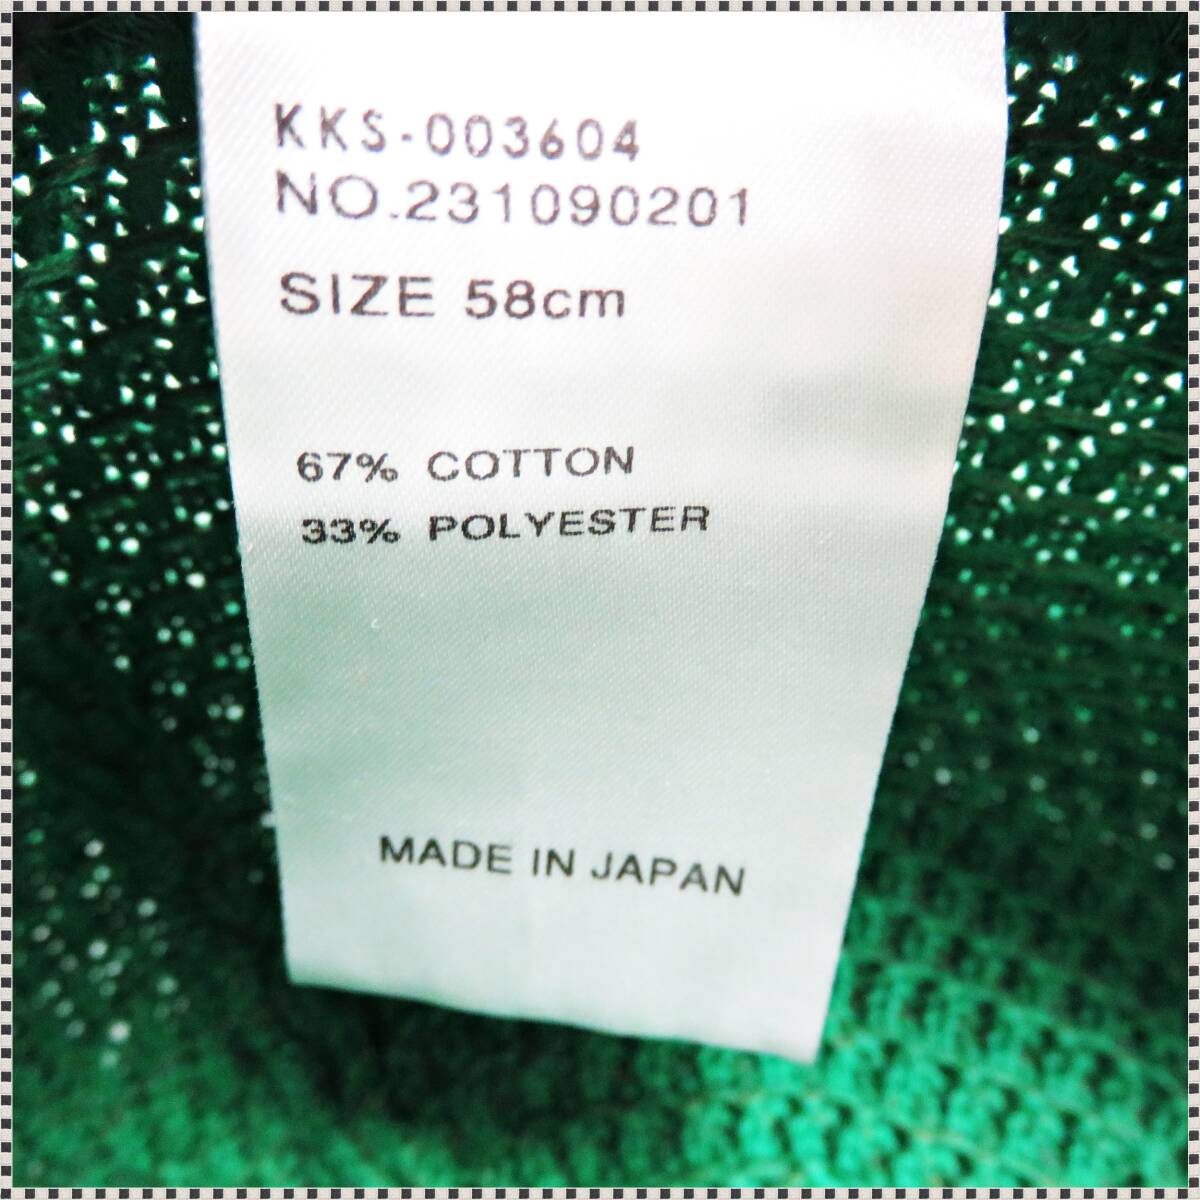 KKS-003604
NO.231090201
SIZE 58cm
67% COTTON
33% POLYESTER
MADE IN JAPAN